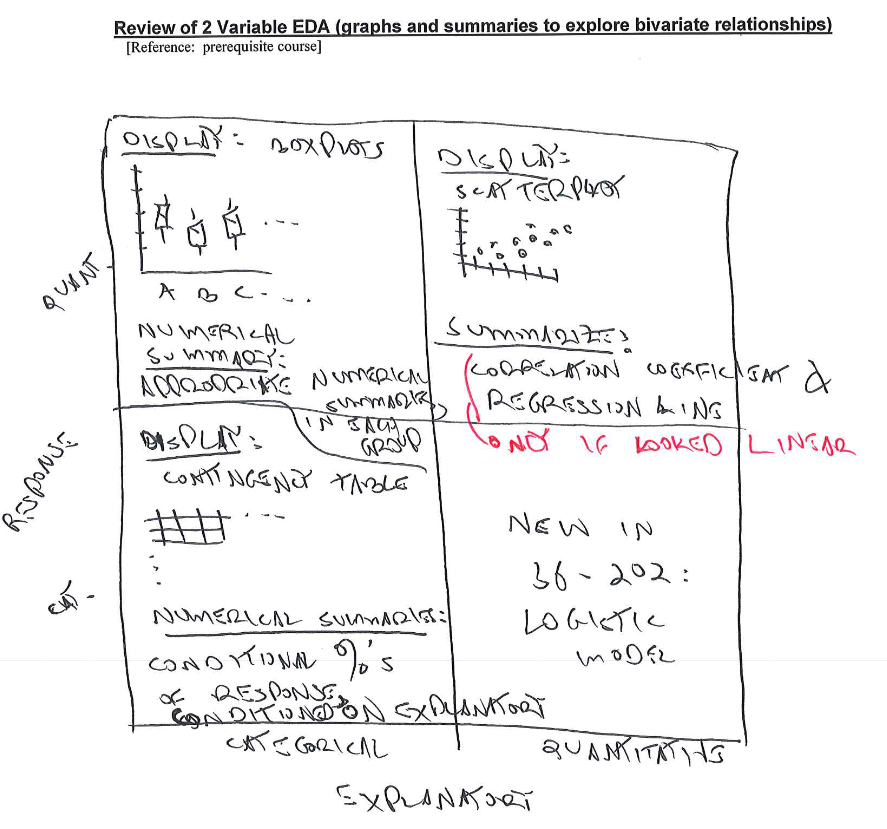 Review of 2 Variable EDA (graphs and summaries to explore bivariate relationships)
[Reference: prerequisite course]
DISPLAY: BOXPLOTS
A B C - . . .
NUMERICAL
SUMMARY:
APPROPRIATE NUMERICAL
SUMMARIES
IN EACH
GROUP
DISPLAY:
SCATTERPLOT
SUMMARIZE:
CORRELATION COEFFICIENT &
REGRESSION LINE
ONLY IF LOOKED LINEAR
QUANT -
RESPONSE
CAT -
DISPLAY:
CONTINGENCY TABLE
NUMERICAL SUMMARIES:
CONDITIONAL %'s
OF RESPONSE,
CONDITIONED ON EXPLANATORY
NEW IN
36-202:
LOGISTIC
MODEL
CATEGORICAL
QUANTITATIVE
EXPLANATORY